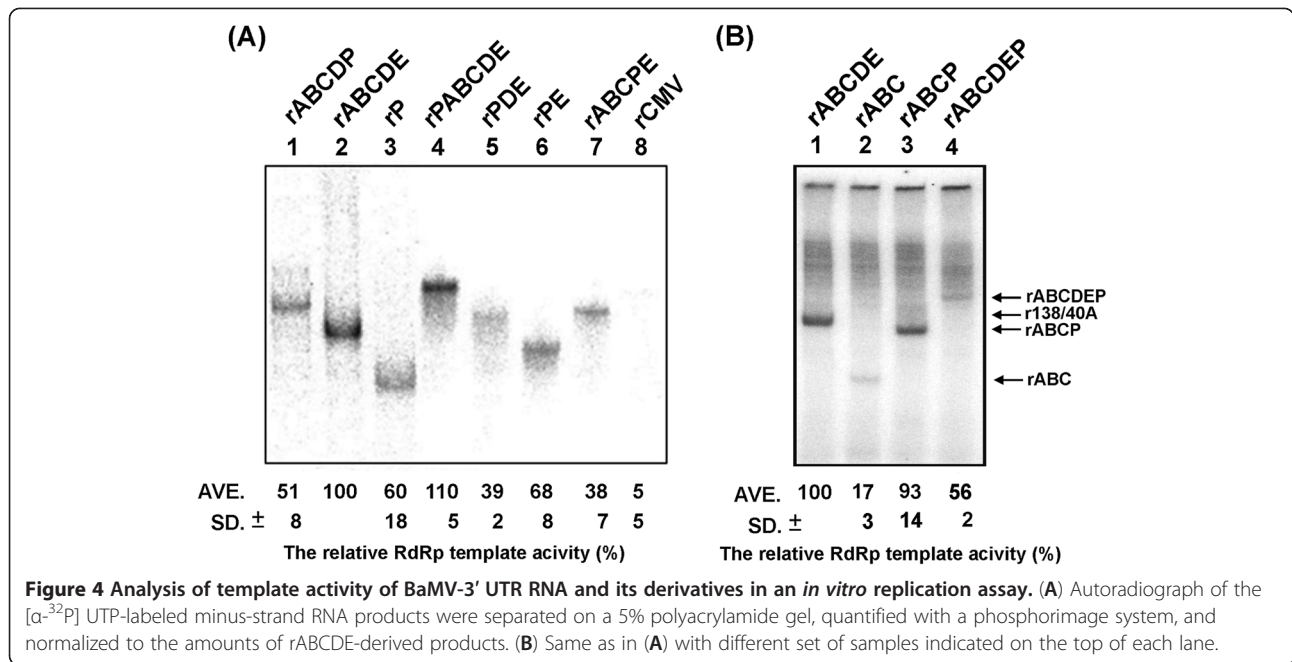 (A)
rABCDP rABCDE rP rPABCDE rPDE rPE rABCPE rCMV
1 2 3 4 5 6 7 8
AVE. 51 100 60 110 39 68 38 5
SD. ± 8 18 5 2 8 7 5
The relative RdRp template acivity (%)
(B)
rABCDE rABC rABCP rABCDEP
1 2 3 4
rABCDEP
r138/40A
rABCP
rABC
AVE. 100 17 93 56
SD. ± 3 14 2
The relative RdRp template acivity (%)
Figure 4 Analysis of template activity of BaMV-3′ UTR RNA and its derivatives in an in vitro replication assay. (A) Autoradiograph of the
[α-³²P] UTP-labeled minus-strand RNA products were separated on a 5% polyacrylamide gel, quantified with a phosphorimage system, and
normalized to the amounts of rABCDE-derived products. (B) Same as in (A) with different set of samples indicated on the top of each lane.